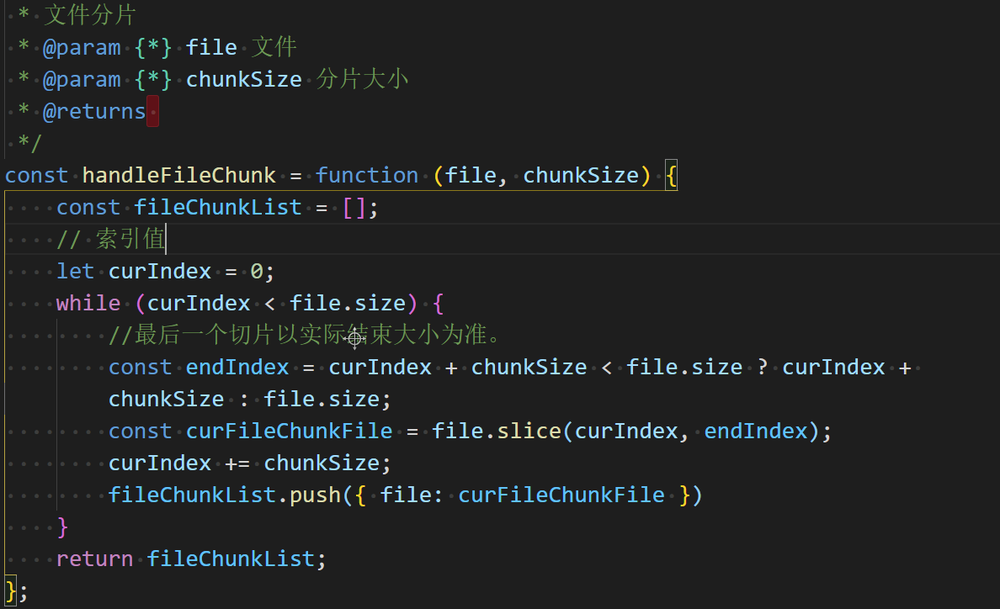 * 文件分片
* @param {*} file 文件
* @param {*} chunkSize 分片大小
* @returns
*/
const handleFileChunk = function (file, chunkSize) {
const fileChunkList = [];
// 索引值
let curIndex = 0;
while (curIndex < file.size) {
//最后一个切片以实际结束大小为准。
const endIndex = curIndex + chunkSize < file.size ? curIndex +
chunkSize : file.size;
const curFileChunkFile = file.slice(curIndex, endIndex);
curIndex += chunkSize;
fileChunkList.push({ file: curFileChunkFile })
}
return fileChunkList;
};